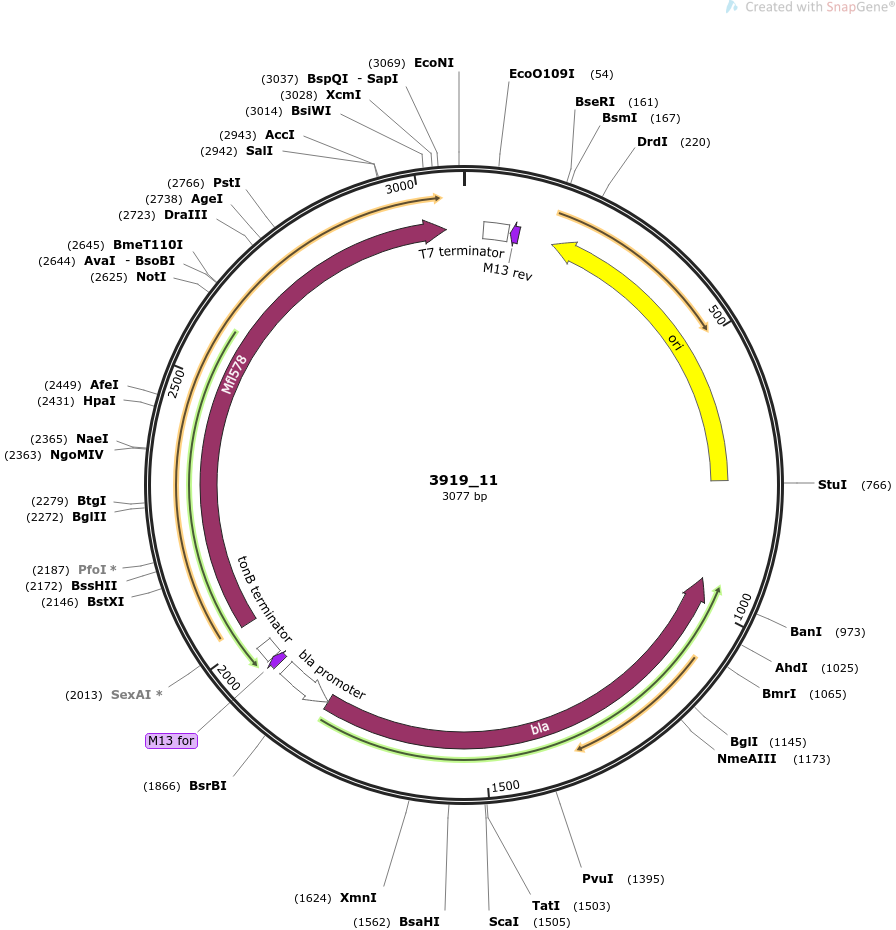 Created with SnapGene®
(3069) EcoNI
EcoO109I (54)
(3037) BspQI - SapI
(3028) XcmI
BseRI (161)
(3014) BsiWI
BsmI (167)
(2943) AccI
DrdI (220)
(2942) SalI
(2766) PstI
3000
(2738) AgeI
(2723) DraIII
(2645) BmeT110I
T7 terminator
(2644) AvaI - BsoBI
M13 rev
(2625) NotI
500
ori
Mfl578
2500
(2449) AfeI
(2431) HpaI
(2365) NaeI
(2363) NgoMIV
3919_11
3077 bp
StuI (766)
(2279) BtgI
(2272) BglII
(2187) PfoI *
(2172) BssHII
(2146) BstXI
tonB terminator
1000
BanI (973)
bla promoter
AhdI (1025)
2000
(2013) SexAI *
BmrI (1065)
M13 for
bla
BglI (1145)
NmeAIII (1173)
(1866) BsrBI
1500
PvuI (1395)
(1624) XmnI
TatI (1503)
(1562) BsaHI
ScaI (1505)